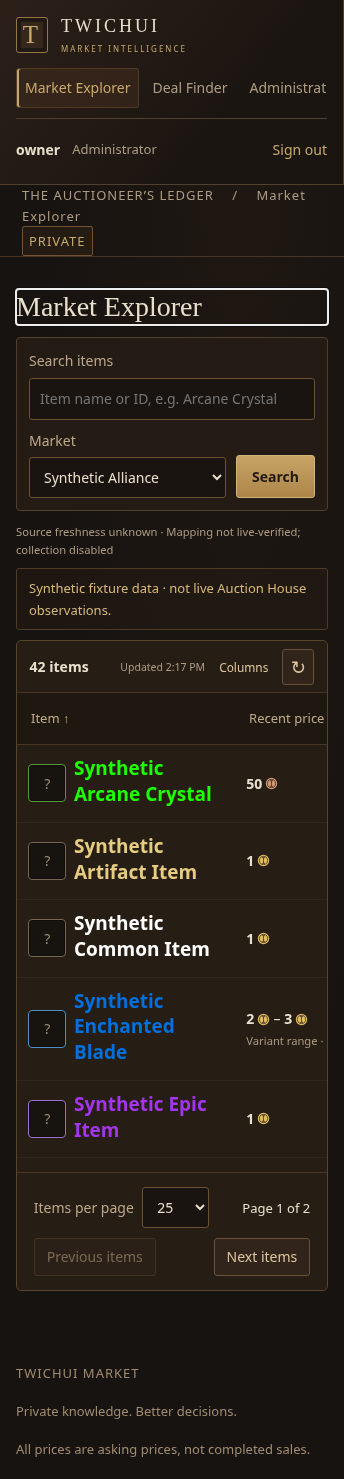 T TWICHUI
MARKET INTELLIGENCE
Market Explorer Deal Finder Administrat
owner Administrator Sign out
THE AUCTIONEER’S LEDGER / Market
Explorer
PRIVATE
Market Explorer
Search items
Item name or ID, e.g. Arcane Crystal
Market
Synthetic Alliance Search
Source freshness unknown · Mapping not live-verified;
collection disabled
Synthetic fixture data · not live Auction House
observations.
42 items Updated 2:17 PM Columns ↻
Item ↑ Recent price
? Synthetic
Arcane Crystal 50
? Synthetic
Artifact Item 1
? Synthetic
Common Item 1
? Synthetic
Enchanted
Blade
2 – 3
Variant range ·
? Synthetic Epic
Item 1
Items per page 25 Page 1 of 2
Previous items Next items
TWICHUI MARKET
Private knowledge. Better decisions.
All prices are asking prices, not completed sales.